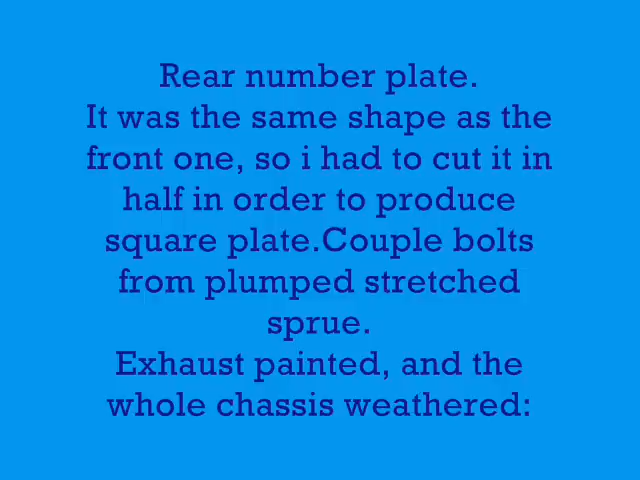 Rear number plate.
It was the same shape as the
front one, so i had to cut it in
half in order to produce
square plate.Couple bolts
from plumped stretched
sprue.
Exhaust painted, and the
whole chassis weathered: